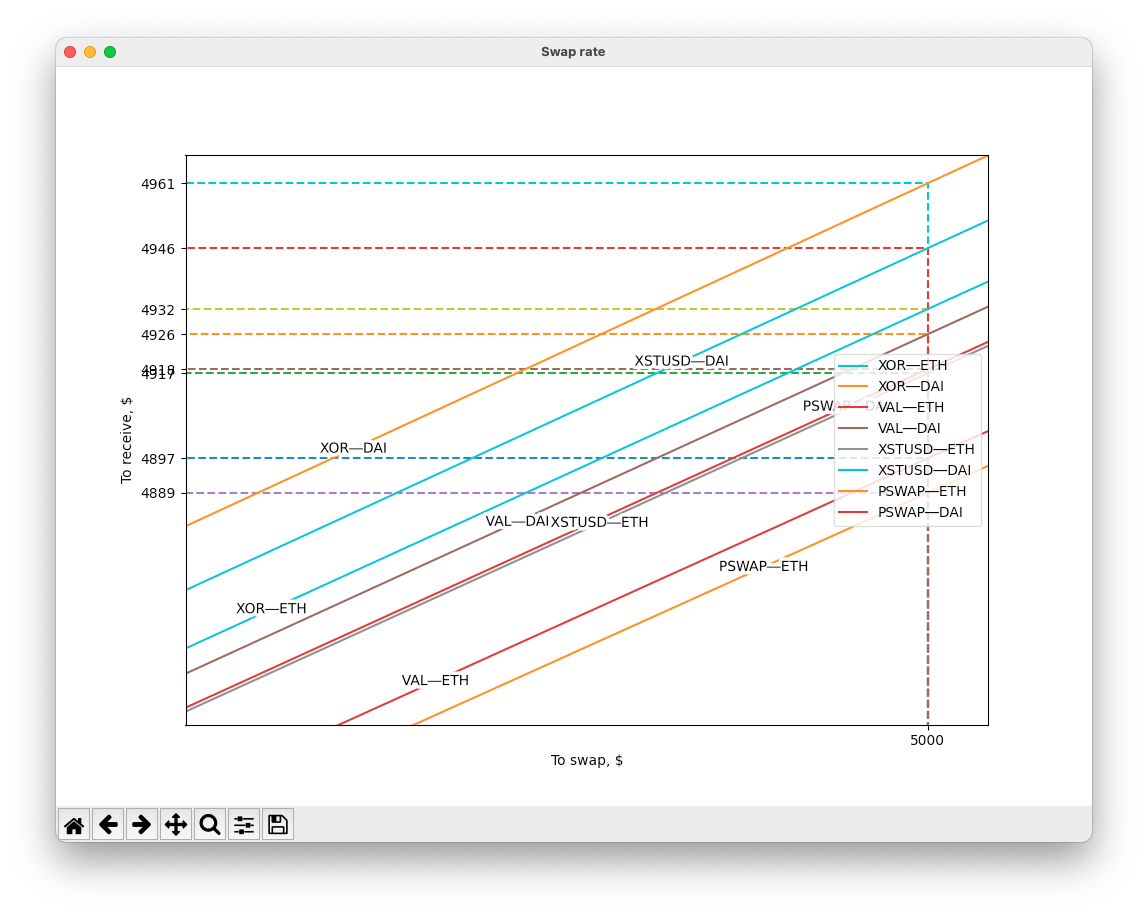 Swap rate
4961
4946
4932
4926
4918
4917
4897
4889
To receive, $
XSTUSD—DAI
XOR—DAI
VAL—DAI
XSTUSD—ETH
PSWAP—ETH
XOR—ETH
VAL—ETH
PSWAP—DAI
XOR—ETH
XOR—DAI
VAL—ETH
VAL—DAI
XSTUSD—ETH
XSTUSD—DAI
PSWAP—ETH
PSWAP—DAI
5000
To swap, $